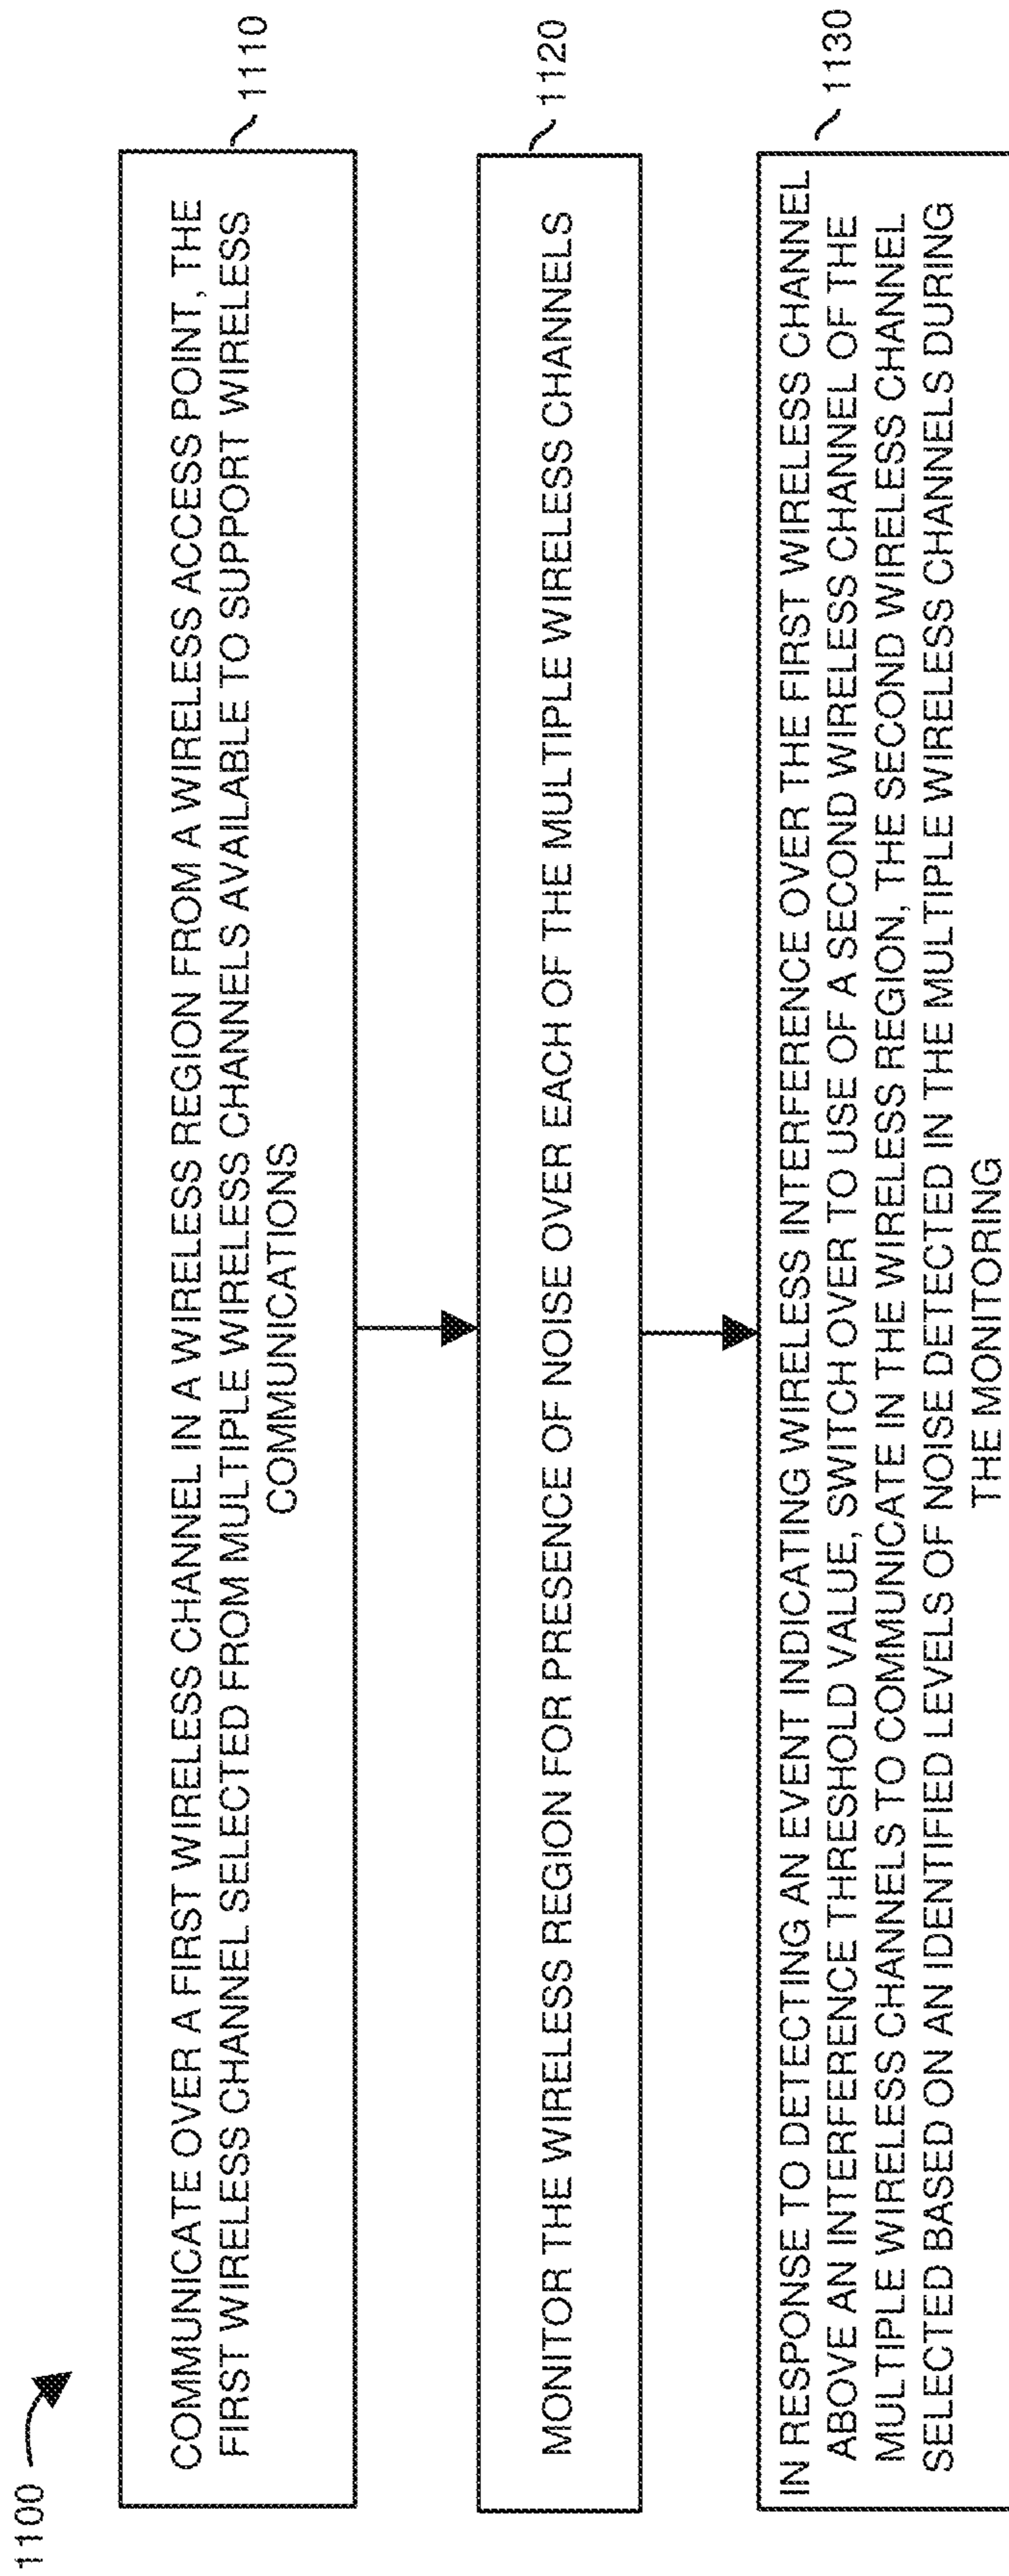 1100
COMMUNICATE OVER A FIRST WIRELESS CHANNEL IN A WIRELESS REGION FROM A WIRELESS ACCESS POINT, THE
FIRST WIRELESS CHANNEL SELECTED FROM MULTIPLE WIRELESS CHANNELS AVAILABLE TO SUPPORT WIRELESS
COMMUNICATIONS
1110
MONITOR THE WIRELESS REGION FOR PRESENCE OF NOISE OVER EACH OF THE MULTIPLE WIRELESS CHANNELS
1120
IN RESPONSE TO DETECTING AN EVENT INDICATING WIRELESS INTERFERENCE OVER THE FIRST WIRELESS CHANNEL
ABOVE AN INTERFERENCE THRESHOLD VALUE, SWITCH OVER TO USE OF A SECOND WIRELESS CHANNEL OF THE
MULTIPLE WIRELESS CHANNELS TO COMMUNICATE IN THE WIRELESS REGION, THE SECOND WIRELESS CHANNEL
SELECTED BASED ON AN IDENTIFIED LEVELS OF NOISE DETECTED IN THE MULTIPLE WIRELESS CHANNELS DURING
THE MONITORING
1130